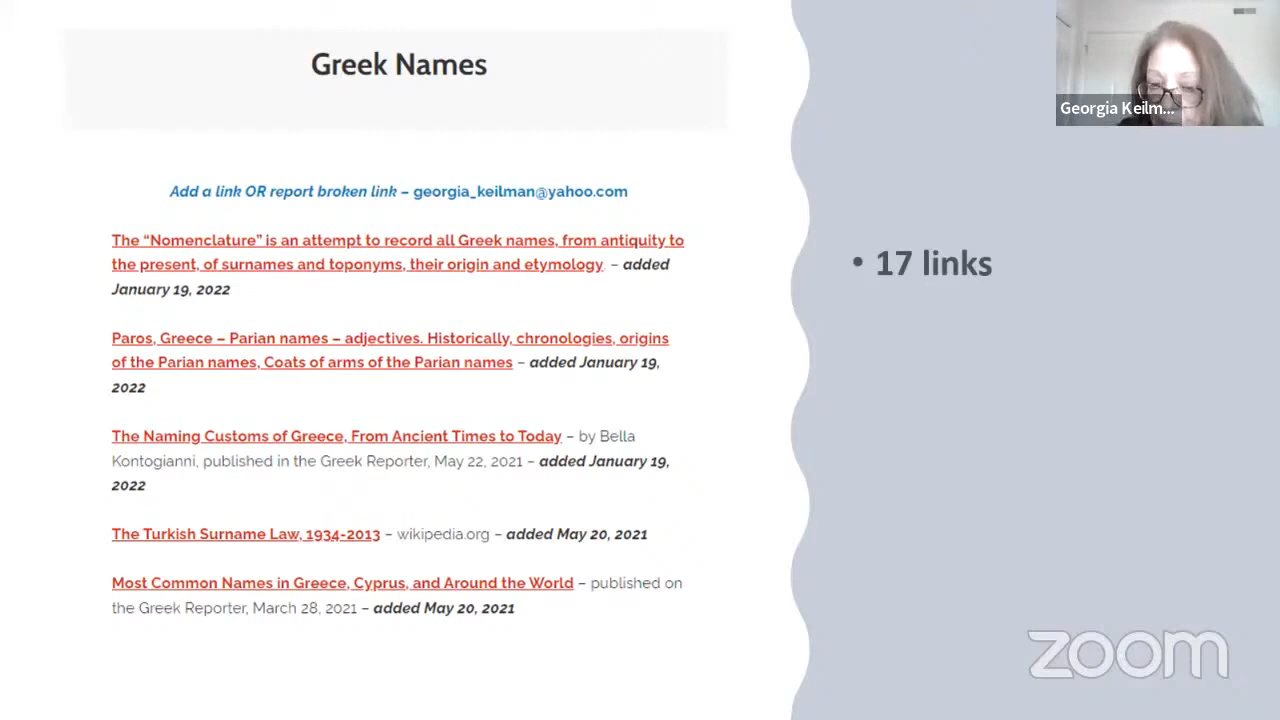 Greek Names
Add a link OR report broken link – georgia_keilman@yahoo.com
The “Nomenclature” is an attempt to record all Greek names, from antiquity to
the present, of surnames and toponyms, their origin and etymology – added
January 19, 2022
Paros, Greece – Parian names – adjectives. Historically, chronologies, origins
of the Parian names, Coats of arms of the Parian names – added January 19,
2022
The Naming Customs of Greece, From Ancient Times to Today – by Bella
Kontogianni, published in the Greek Reporter, May 22, 2021 – added January 19,
2022
The Turkish Surname Law, 1934-2013 – wikipedia.org – added May 20, 2021
Most Common Names in Greece, Cyprus, and Around the World – published on
the Greek Reporter, March 28, 2021 – added May 20, 2021
• 17 links
Georgia Keilm...
zoom